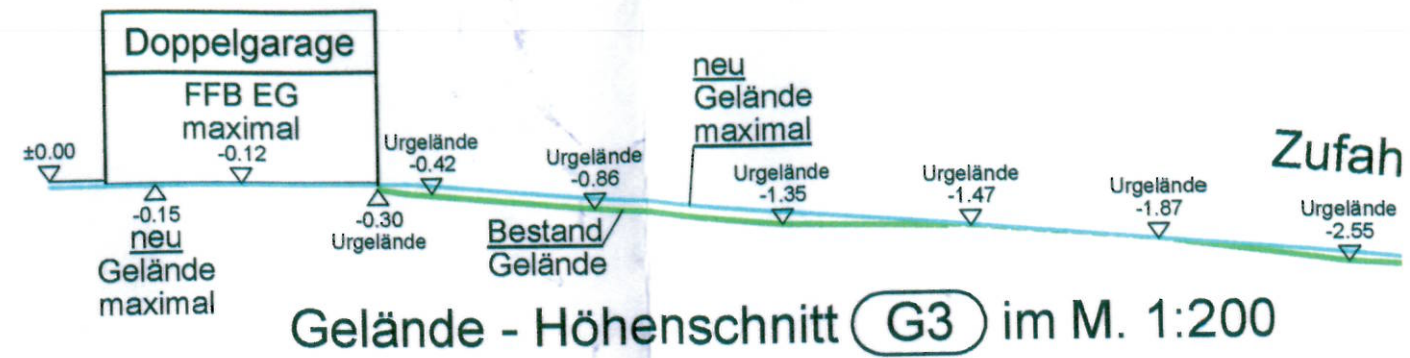 Doppelgarage
FFB EG
maximal
-0.12
±0.00
-0.15
neu
Gelände
maximal
-0.30
Urgelände
Urgelände
-0.42
Urgelände
-0.86
Bestand
Gelände
neu
Gelände
maximal
Urgelände
-1.35
Urgelände
-1.47
Urgelände
-1.87
Zufah
Urgelände
-2.55
Gelände - Höhenschnitt G3 im M. 1:200